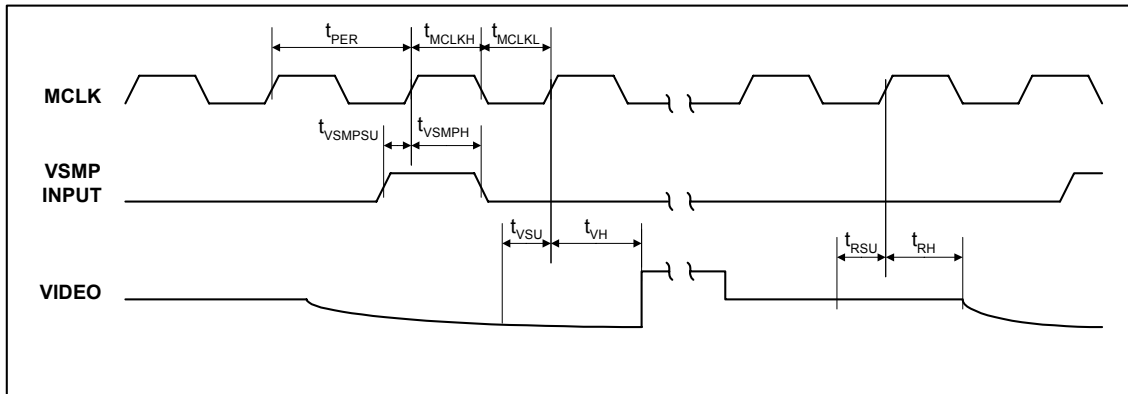 tPER tMCLKH tMCLKL
MCLK
tVSMPSU tVSMPH
VSMP
INPUT
tVSU tVH tRSU tRH
VIDEO